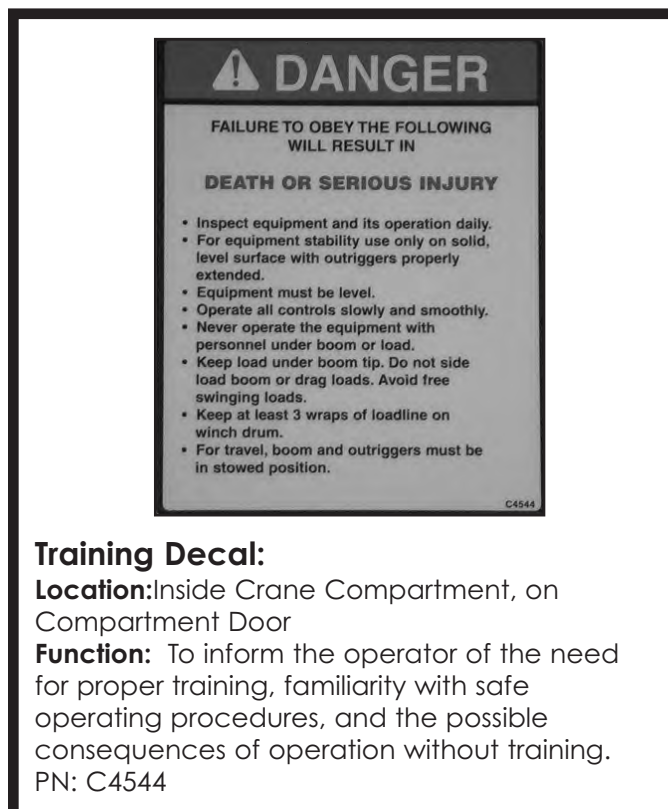 DANGER
FAILURE TO OBEY THE FOLLOWING
WILL RESULT IN
DEATH OR SERIOUS INJURY
• Inspect equipment and its operation daily.
• For equipment stability use only on solid,
level surface with outriggers properly
extended.
• Equipment must be level.
• Operate all controls slowly and smoothly.
• Never operate the equipment with
personnel under boom or load.
• Keep load under boom tip. Do not side
load boom or drag loads. Avoid free
swinging loads.
• Keep at least 3 wraps of loadline on
winch drum.
• For travel, boom and outriggers must be
in stowed position.
C4544
Training Decal:
Location:Inside Crane Compartment, on
Compartment Door
Function: To inform the operator of the need
for proper training, familiarity with safe
operating procedures, and the possible
consequences of operation without training.
PN: C4544